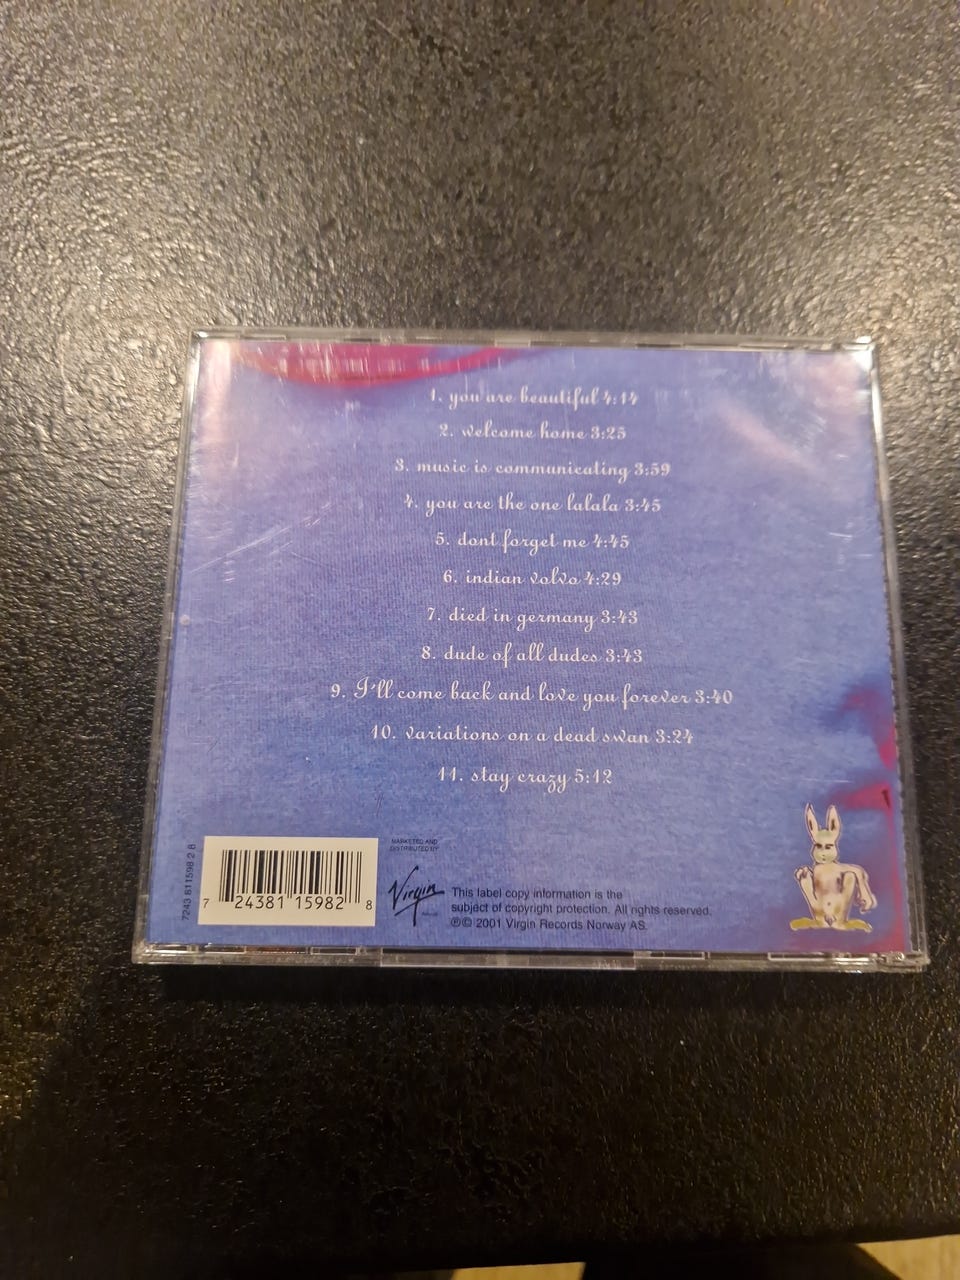 1. you are beautiful 4:14
2. welcome home 3:25
3. music is communicating 3:59
4. you are the one lalala 3:45
5. dont forget me 4:45
6. indian volvo 4:29
7. died in germany 3:43
8. dude of all dudes 3:43
9. I'll come back and love you forever 3:40
10. variations on a dead swan 3:24
11. stay crazy 5:12
7243 811598 2 8
7 24381 15982 8
MARKETED AND
DISTRIBUTED BY
Virgin
This label copy information is the
subject of copyright protection. All rights reserved.
℗© 2001 Virgin Records Norway AS.